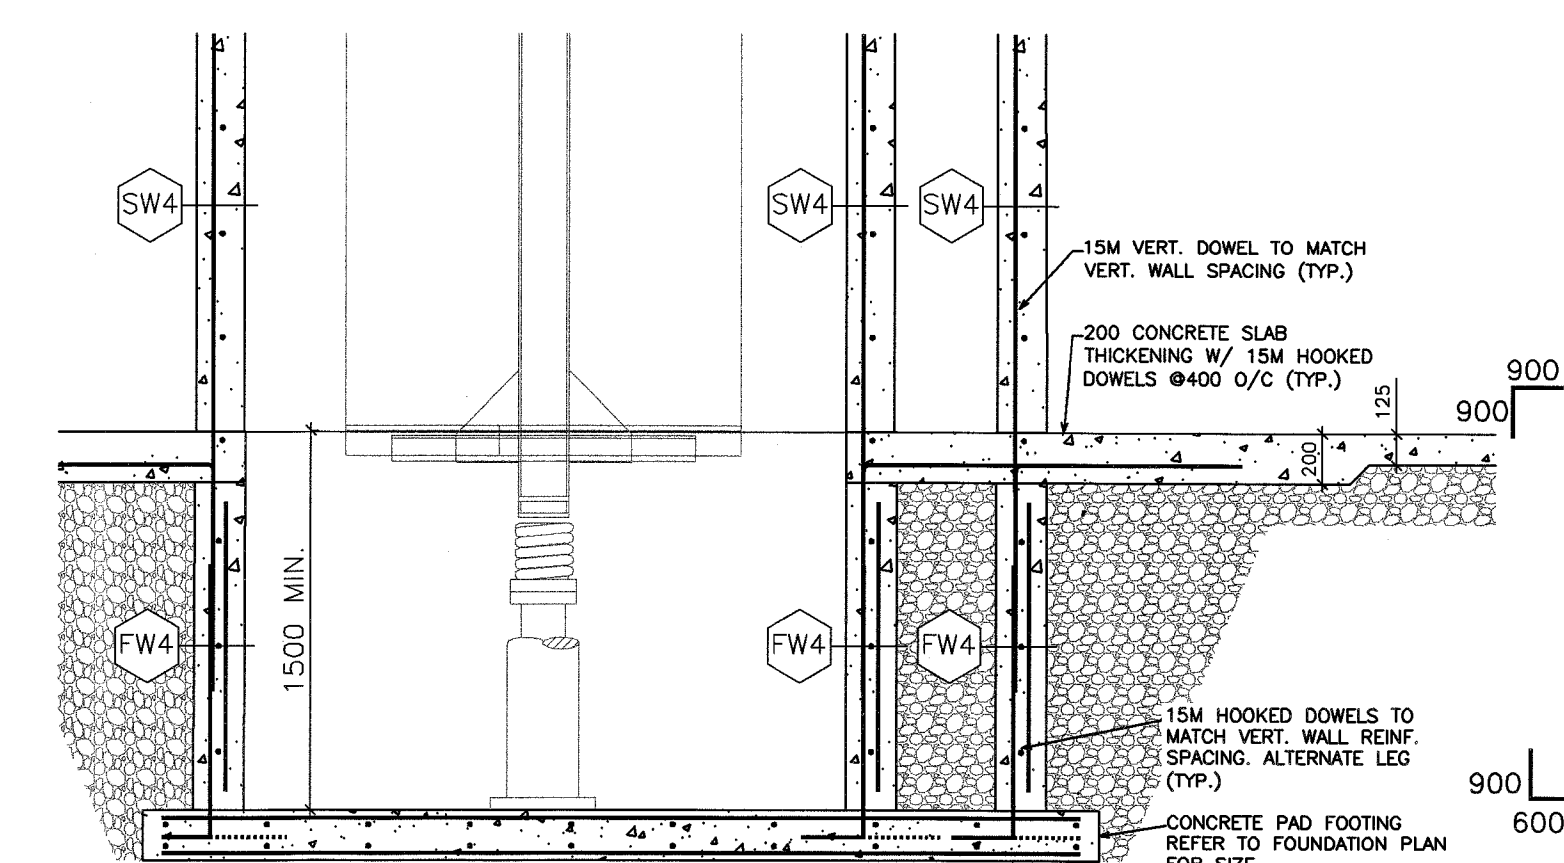 SW4
SW4
SW4
15M VERT. DOWEL TO MATCH
VERT. WALL SPACING (TYP.)
200 CONCRETE SLAB
THICKENING W/ 15M HOOKED
DOWELS @400 O/C (TYP.)
125
900
900
200
1500 MIN.
FW4
FW4
FW4
15M HOOKED DOWELS TO
MATCH VERT. WALL REINF.
SPACING. ALTERNATE LEG
(TYP.)
900
600
CONCRETE PAD FOOTING
REFER TO FOUNDATION PLAN
FOR SIZE